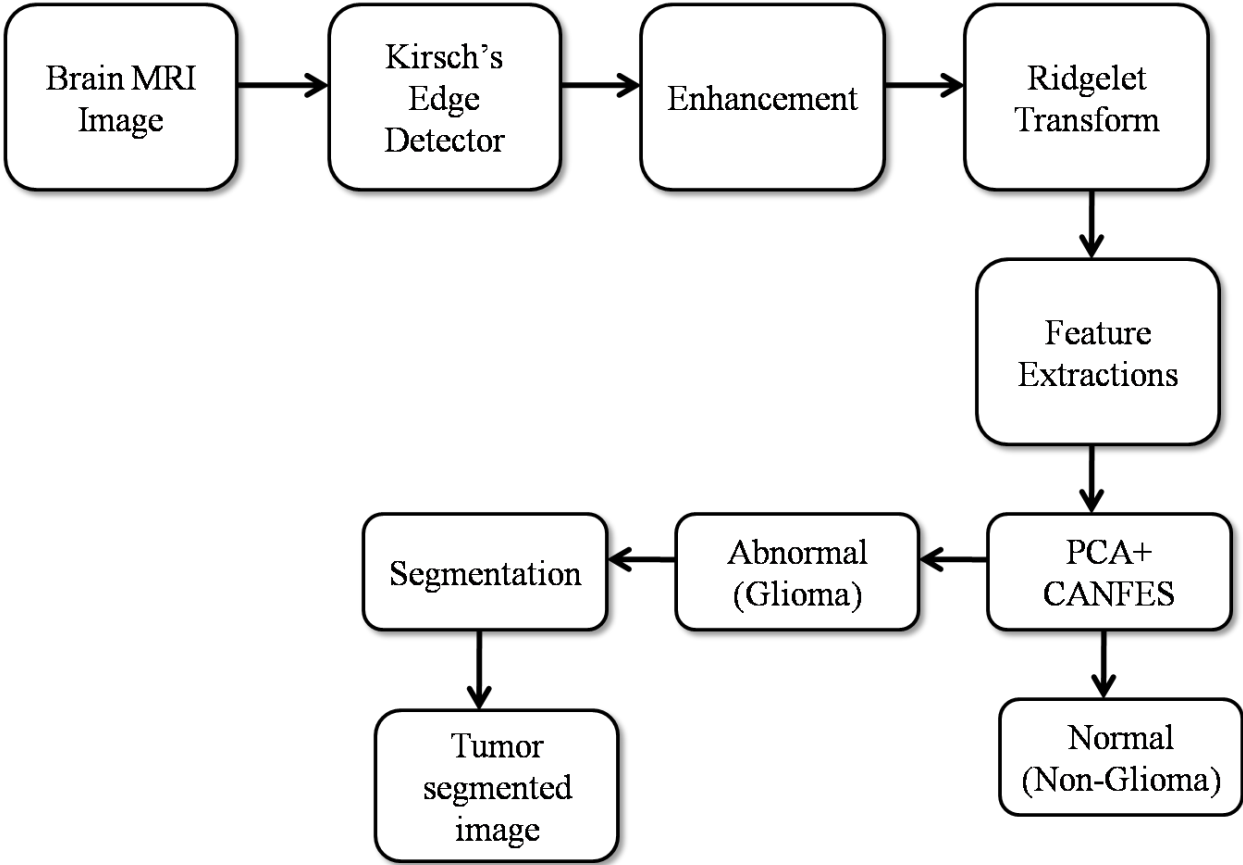 Brain MRI
Image
Kirsch’s
Edge
Detector
Enhancement
Ridgelet
Transform
Feature
Extractions
PCA+
CANFES
Abnormal
(Glioma)
Segmentation
Tumor
segmented
image
Normal
(Non-Glioma)